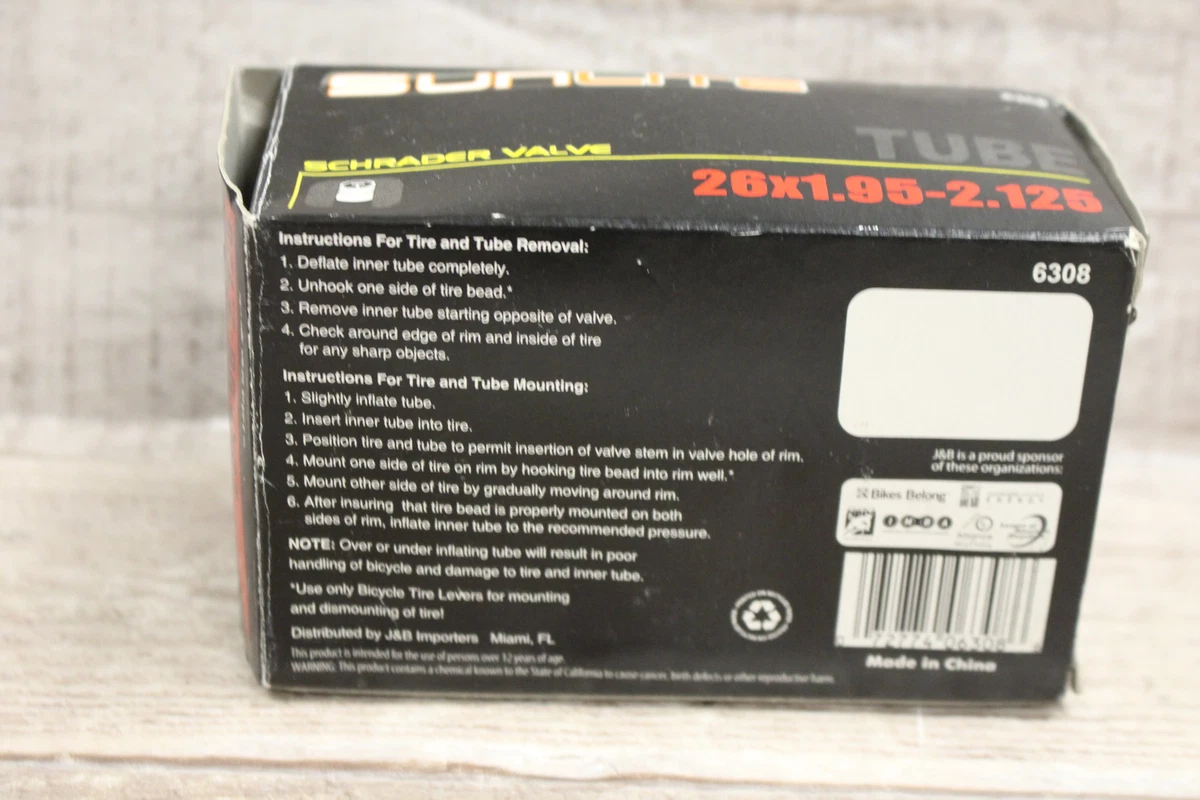 SUNLITE
TUBE
SCHRADER VALVE
26x1.95-2.125
Instructions For Tire and Tube Removal:
1. Deflate inner tube completely.
2. Unhook one side of tire bead.*
3. Remove inner tube starting opposite of valve.
4. Check around edge of rim and inside of tire
for any sharp objects.
Instructions For Tire and Tube Mounting:
1. Slightly inflate tube.
2. Insert inner tube into tire.
3. Position tire and tube to permit insertion of valve stem in valve hole of rim.
4. Mount one side of tire on rim by hooking tire bead into rim well.*
5. Mount other side of tire by gradually moving around rim.
6. After insuring that tire bead is properly mounted on both
sides of rim, inflate inner tube to the recommended pressure.
NOTE: Over or under inflating tube will result in poor
handling of bicycle and damage to tire and inner tube.
*Use only Bicycle Tire Levers for mounting
and dismounting of tire!
Distributed by J&B Importers Miami, FL
This product is intended for the use of persons over 12 years of age.
WARNING: This product contains a chemical known to the State of California to cause cancer, birth defects or other reproductive harm.
6308
J&B is a proud sponsor
of these organizations:
Bikes Belong
IMBA
72774 06308
Made in China